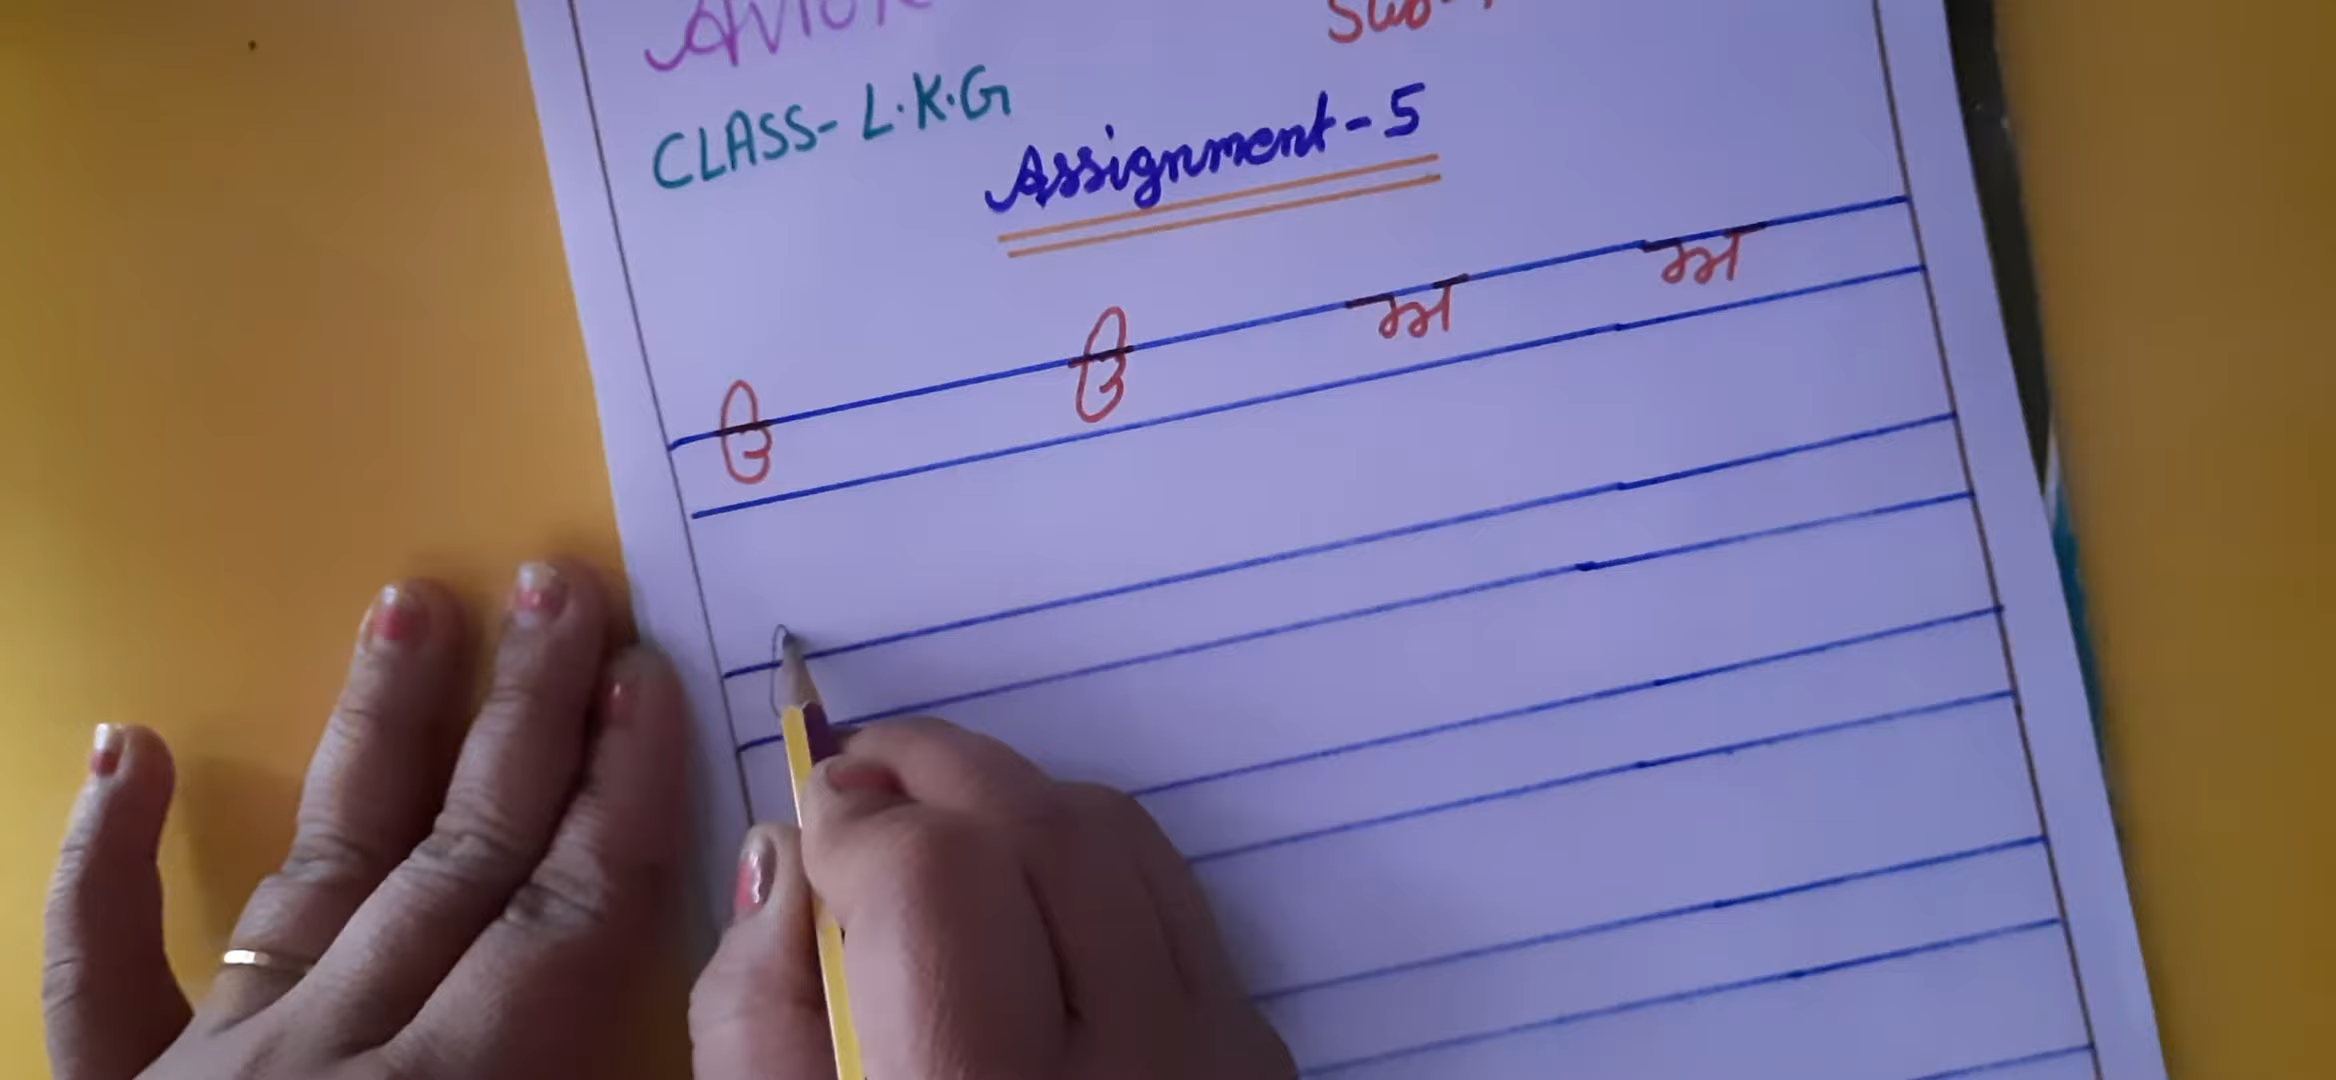 CLASS- L.K.G
Assignment-5
ੳ ੳ ਅ ਅ